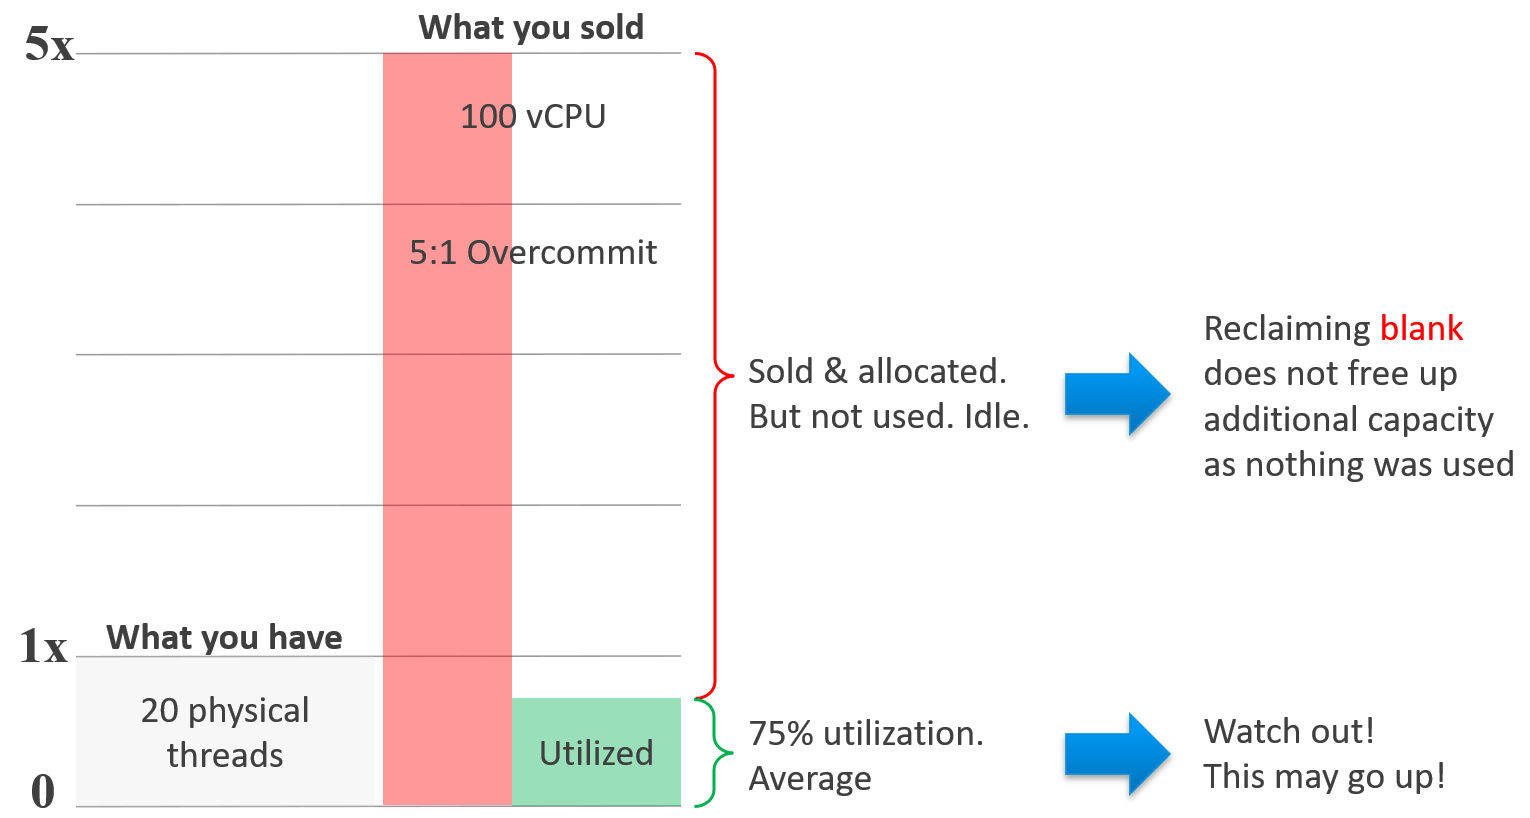 What you sold
5x
100 vCPU
5:1 Overcommit
Sold & allocated.
But not used. Idle.
Reclaiming blank
does not free up
additional capacity
as nothing was used
1x
What you have
20 physical
threads
Utilized
75% utilization.
Average
Watch out!
This may go up!
0